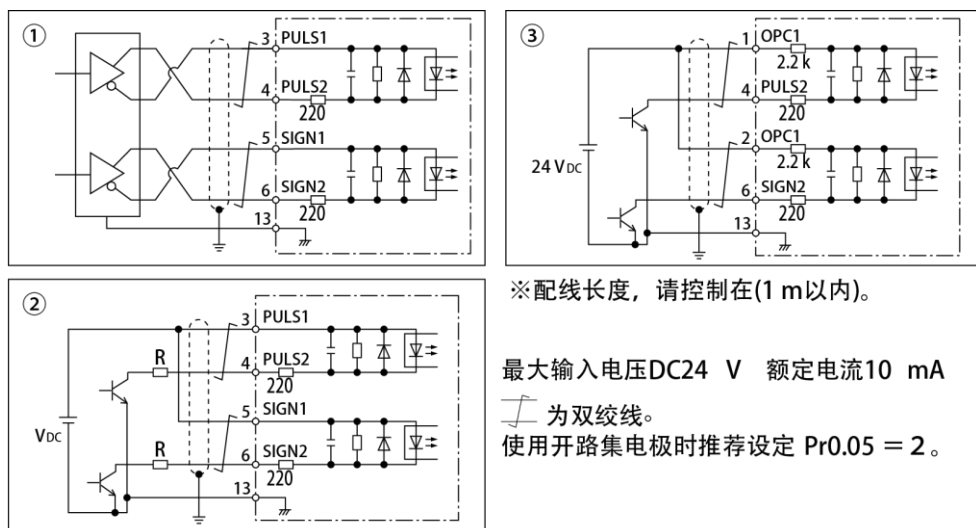 ①
3 PULS1
4 PULS2
220
5 SIGN1
6 SIGN2
220
13
②
3 PULS1
R
4 PULS2
220
5 SIGN1
VDC
R
6 SIGN2
220
13
③
1 OPC1
2.2 k
4 PULS2
220
2 OPC1
2.2 k
24 VDC
6 SIGN2
220
13
※配线长度，请控制在(1 m以内)。
最大输入电压DC24 V 额定电流10 mA
为双绞线。
使用开路集电极时推荐设定 Pr0.05 = 2。